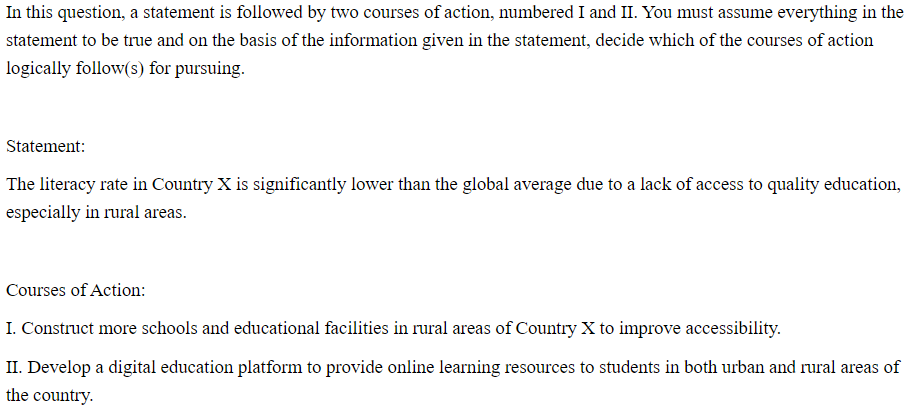 In this question, a statement is followed by two courses of action, numbered I and II. You must assume everything in the
statement to be true and on the basis of the information given in the statement, decide which of the courses of action
logically follow(s) for pursuing.
Statement:
The literacy rate in Country X is significantly lower than the global average due to a lack of access to quality education,
especially in rural areas.
Courses of Action:
I. Construct more schools and educational facilities in rural areas of Country X to improve accessibility.
II. Develop a digital education platform to provide online learning resources to students in both urban and rural areas of
the country.